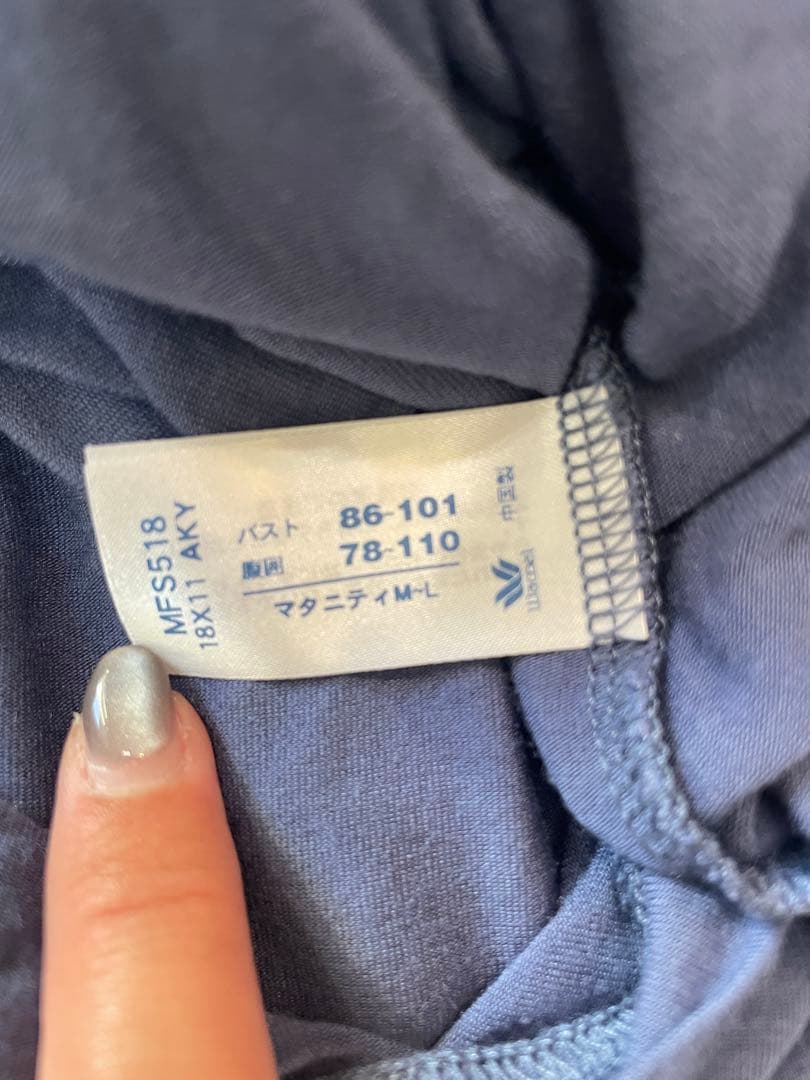 MFS518
18X11 AKY
バスト 86-101
腹囲 78-110
マタニティM~L
Wacoal
中国製